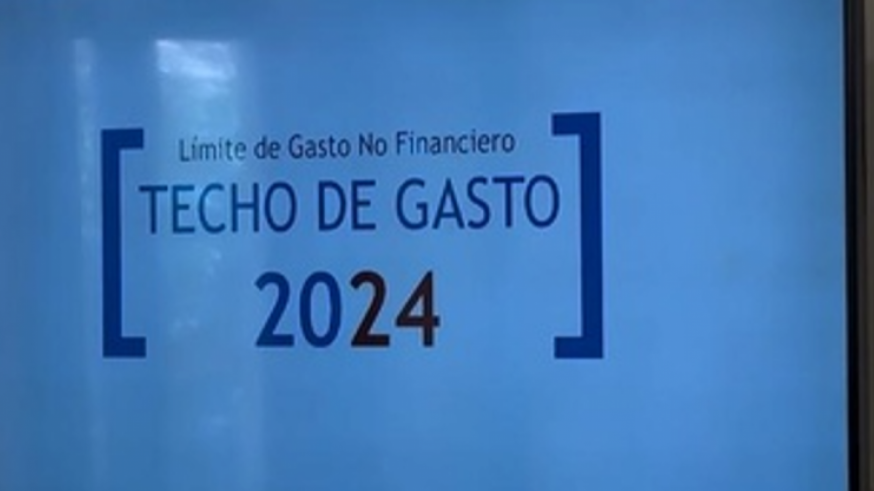 Límite de Gasto No Financiero
TECHO DE GASTO
2024